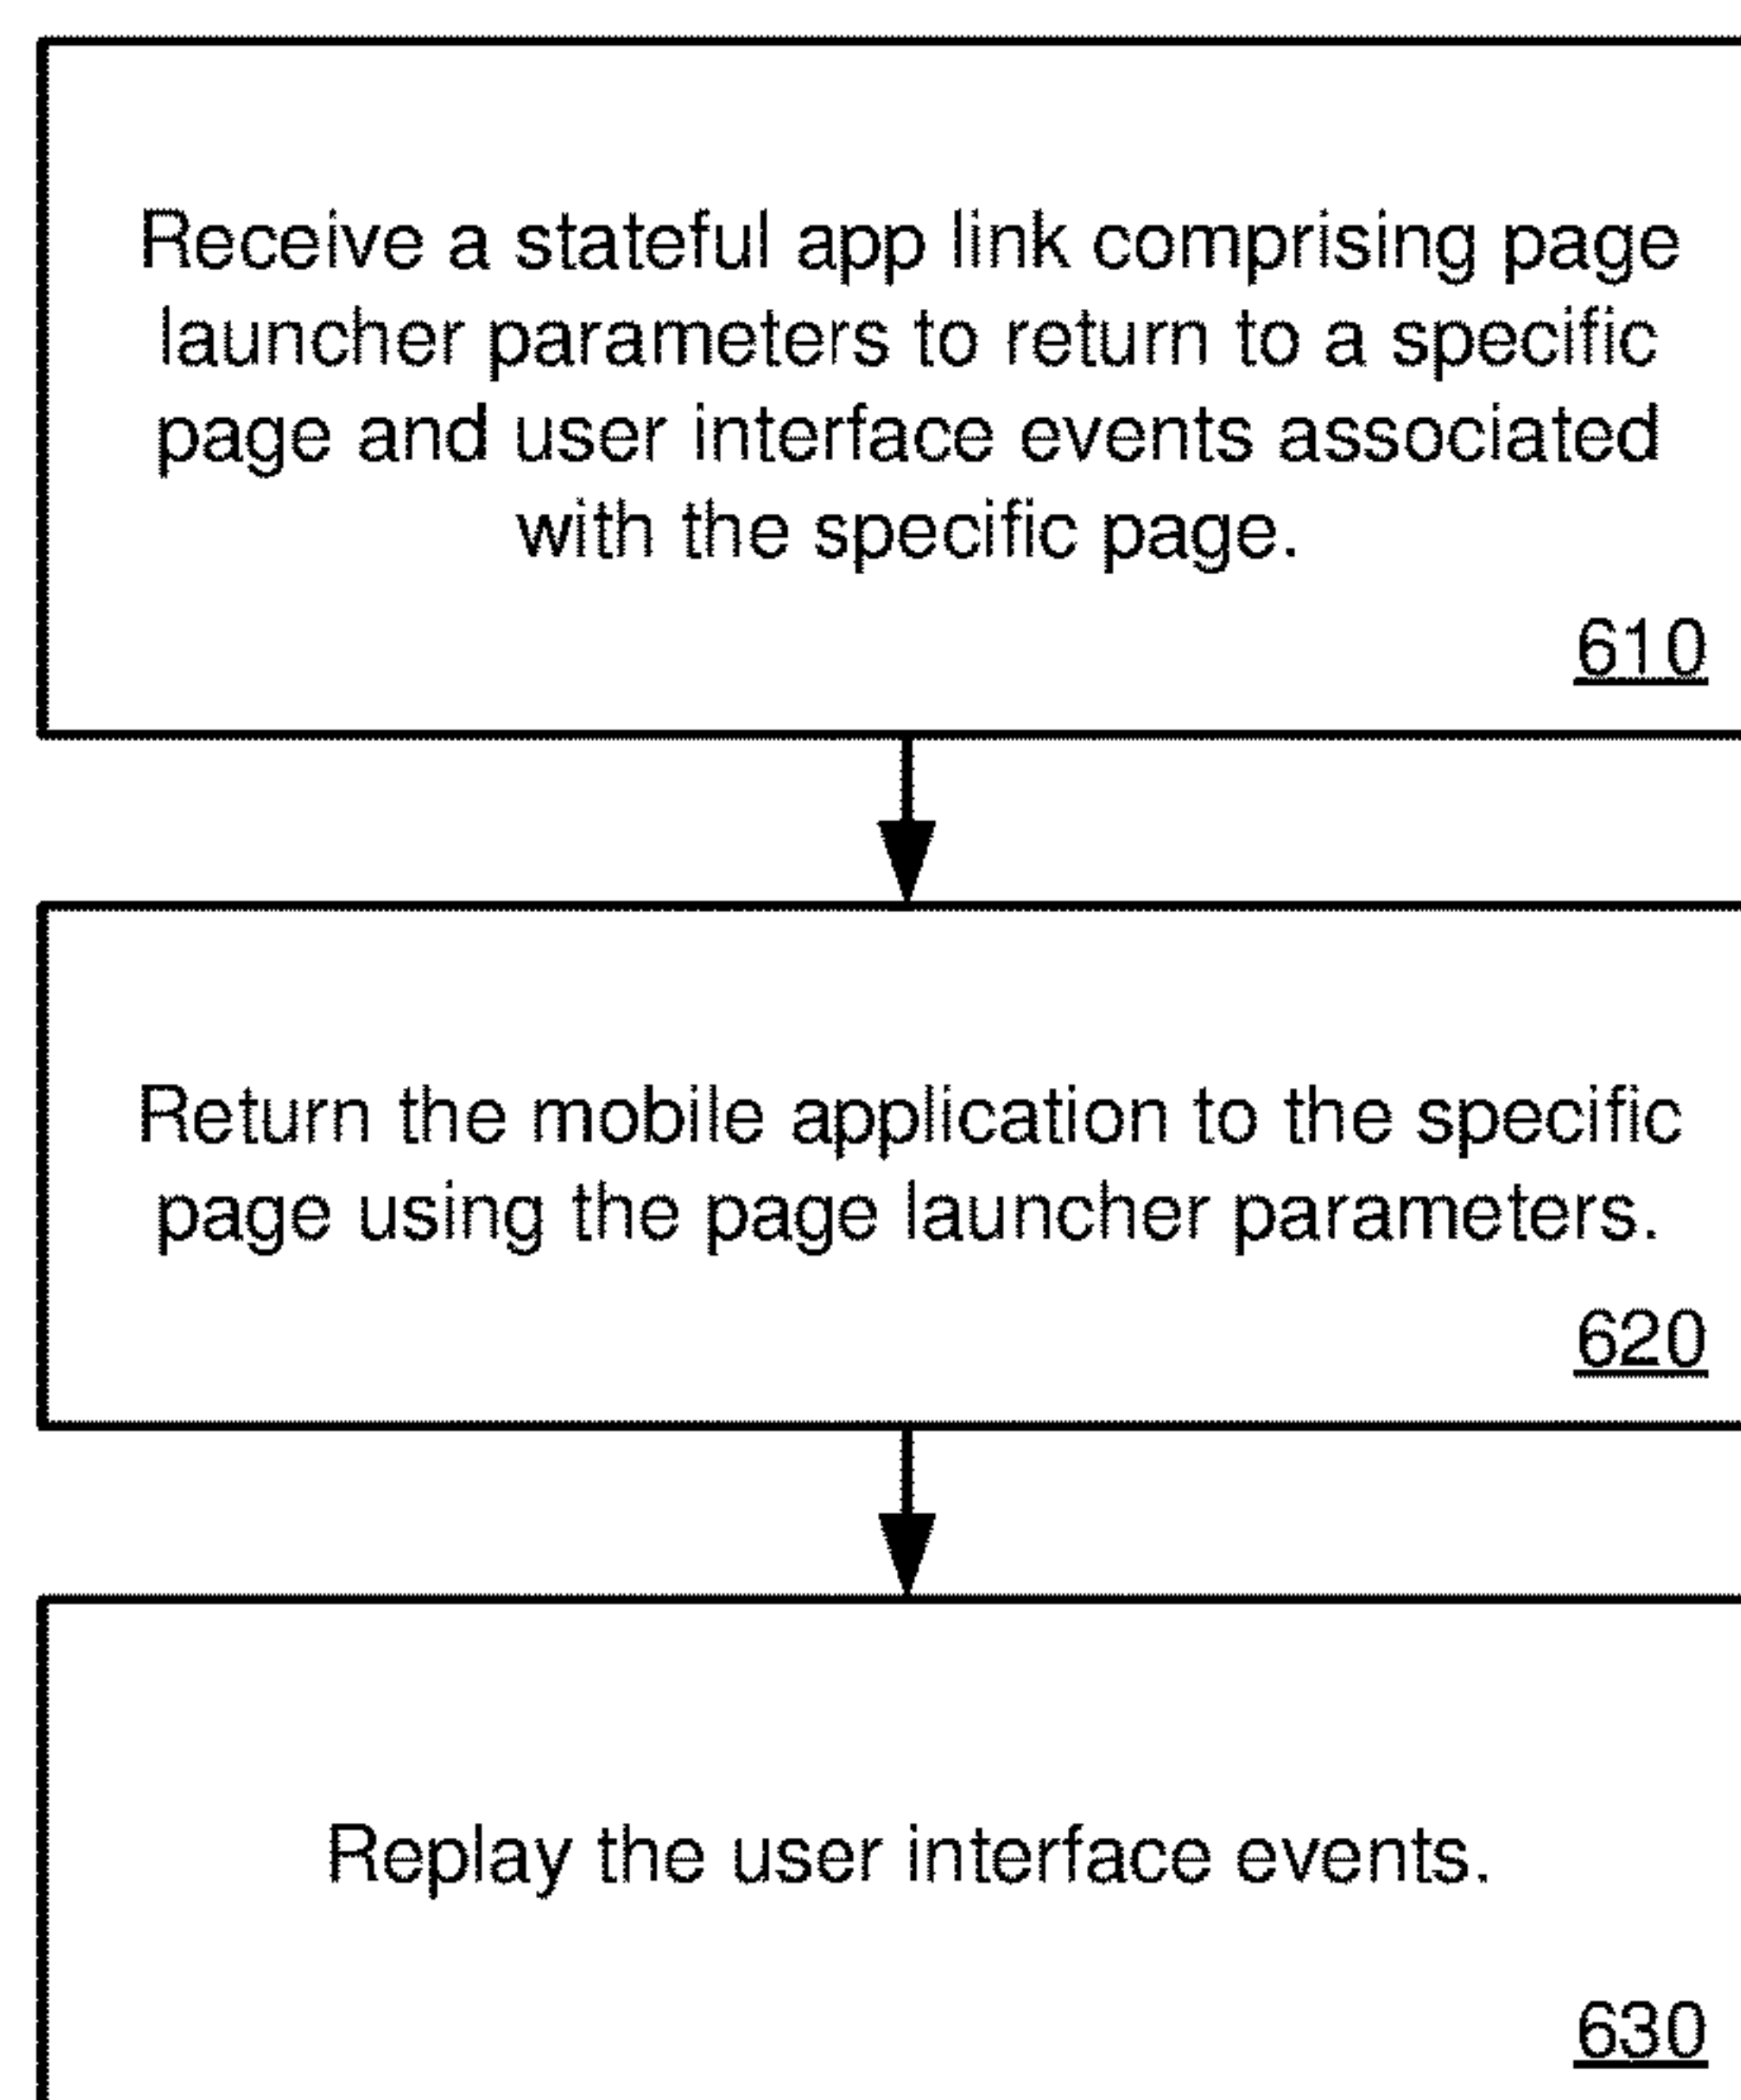 Receive a stateful app link comprising page
launcher parameters to return to a specific
page and user interface events associated
with the specific page.
610
Return the mobile application to the specific
page using the page launcher parameters.
620
Replay the user interface events.
630